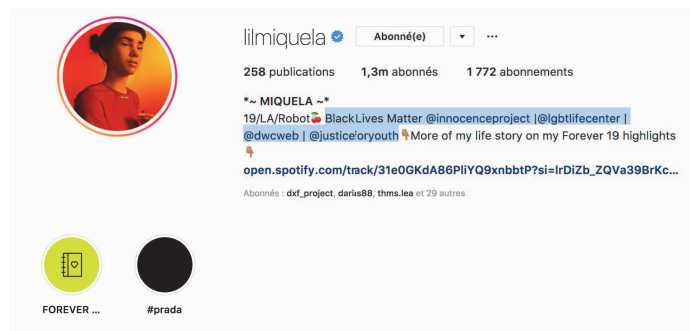 lilmiquela Abonné(e) ...
258 publications 1,3m abonnés 1 772 abonnements
*~ MIQUELA ~*
19/LA/Robot🍒 BlackLives Matter @innocenceproject |@lgbtlifecenter |
@dwcweb | @justiceforyouth👇🏽More of my life story on my Forever 19 highlights
👇🏽
open.spotify.com/track/31e0GKdA86PliYQ9xnbbtP?si=lrDiZb_ZQVa39BrKc...
Abonnés : dxf_project, dariis88, thms.lea et 29 autres
FOREVER ... #prada